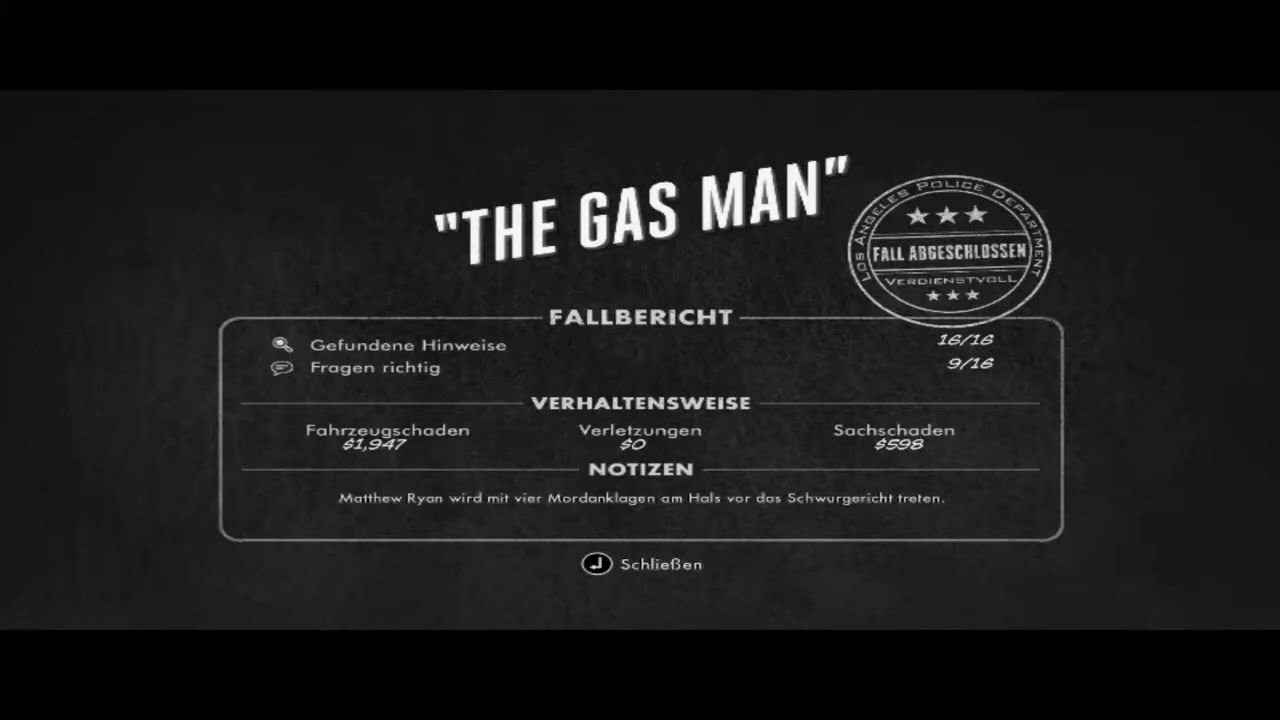 "THE GAS MAN"
LOS ANGELES POLICE DEPARTMENT
FALL ABGESCHLOSSEN
VERDIENSTVOLL
FALLBERICHT
Gefundene Hinweise 16/16
Fragen richtig 9/16
VERHALTENSWEISE
Fahrzeugschaden Verletzungen Sachschaden
$1,947 $0 $598
NOTIZEN
Matthew Ryan wird mit vier Mordanklagen am Hals vor das Schwurgericht treten.
Schließen